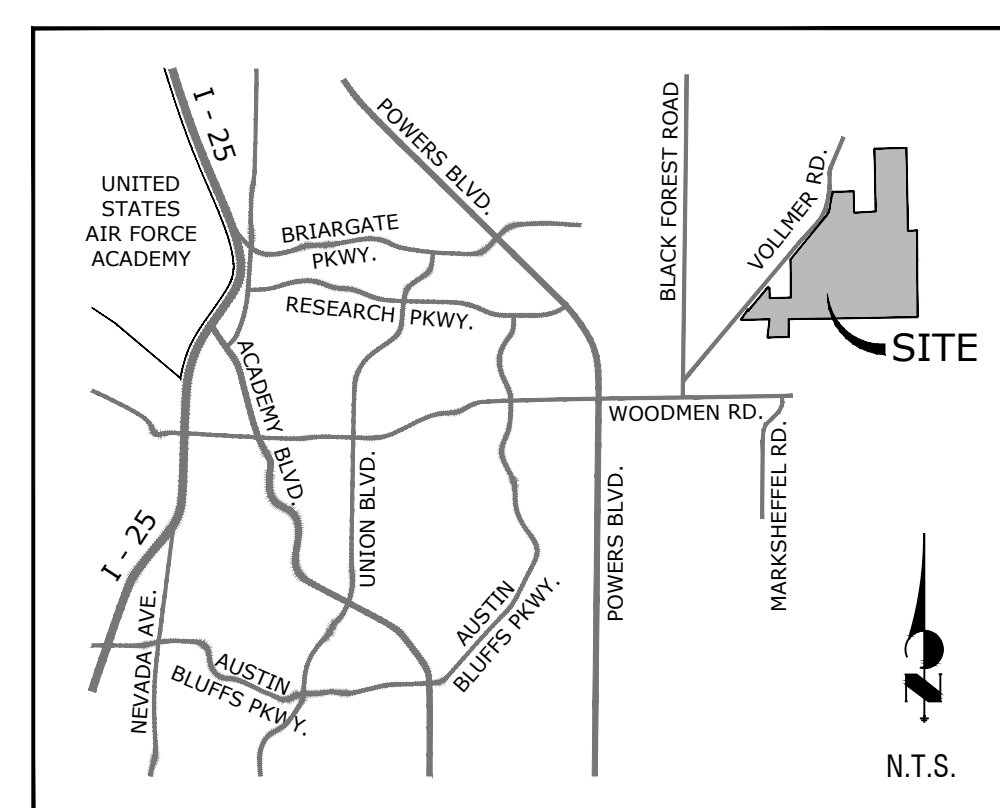 I - 25
POWERS BLVD.
BLACK FOREST ROAD
VOLLMER RD.
UNITED
STATES
AIR FORCE
ACADEMY
BRIARGATE
PKWY.
RESEARCH PKWY.
SITE
ACADEMY BLVD.
WOODMEN RD.
UNION BLVD.
POWERS BLVD.
MARKSHEFFEL RD.
I - 25
NEVADA AVE.
AUSTIN
BLUFFS PKWY.
AUSTIN
BLUFFS PKWY.
N
N.T.S.